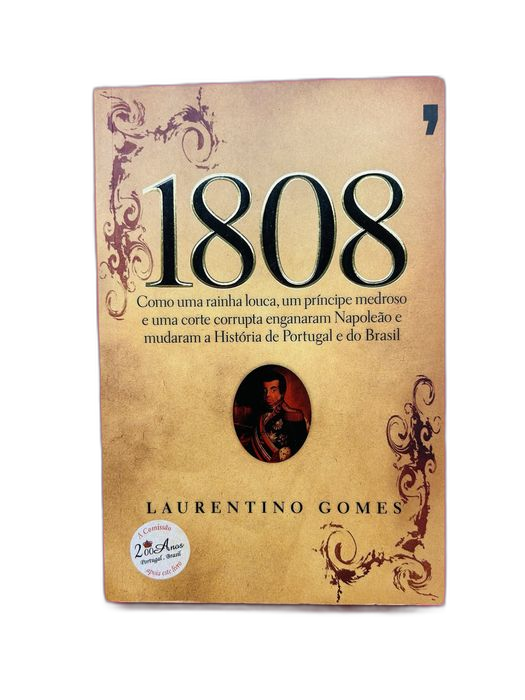 1808
Como uma rainha louca, um príncipe medroso
e uma corte corrupta enganaram Napoleão e
mudaram a História de Portugal e do Brasil
LAURENTINO GOMES
A Comissão
200 Anos
Portugal . Brasil
apoia este livro